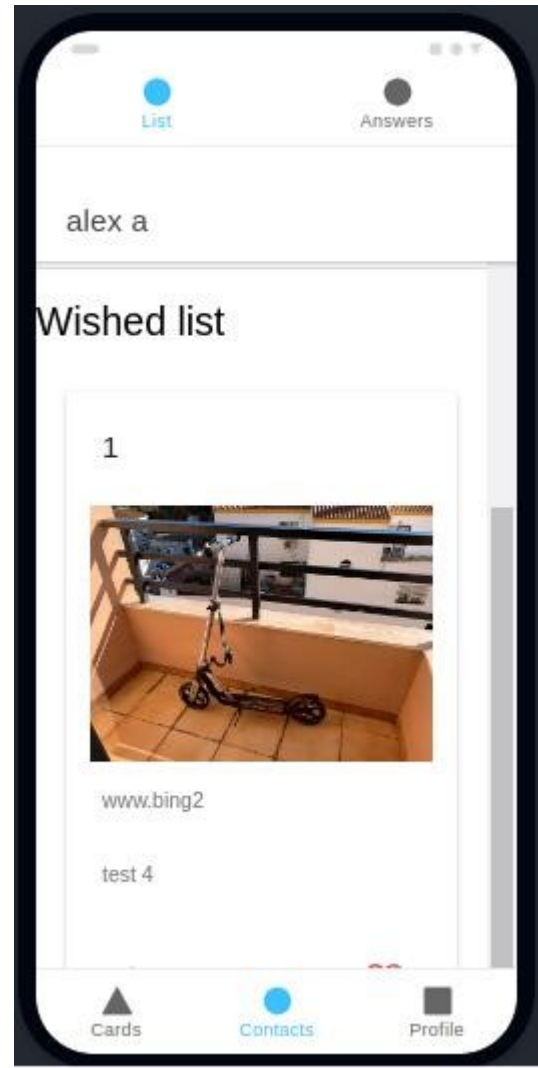 List Answers
alex a
Wished list
1
www.bing2
test 4
Cards Contacts Profile